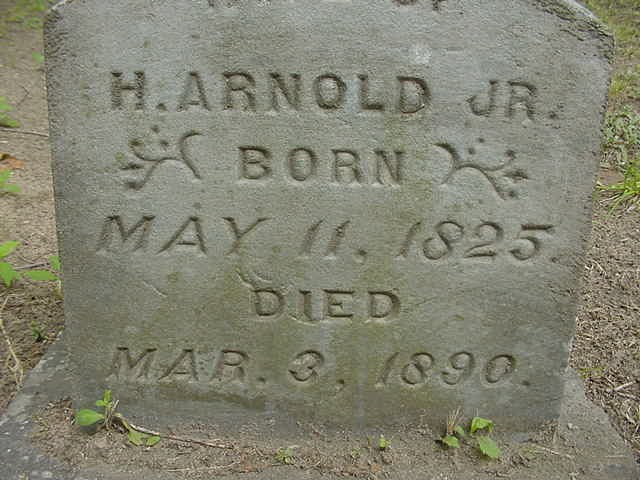 H. ARNOLD JR.
BORN
MAY. 11. 1825.
DIED
MAR. 3, 1890.